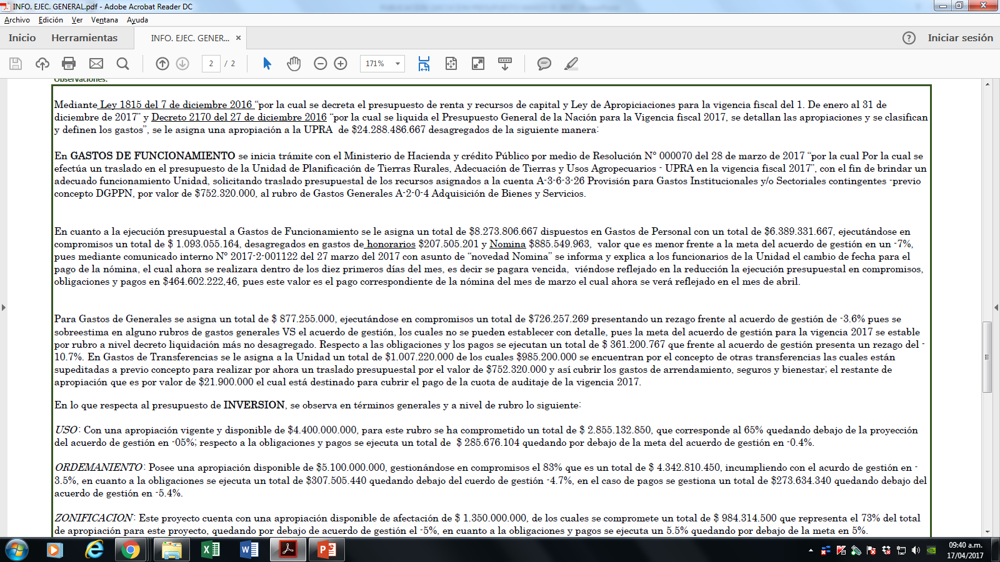 INFO. EJEC. GENERAL.pdf - Adobe Acrobat Reader DC
Archivo Edición Ver Ventana Ayuda
Inicio Herramientas INFO. EJEC. GENER... × ? Iniciar sesión
2 / 2 171%
Observaciones:
Mediante Ley 1815 del 7 de diciembre 2016 “por la cual se decreta el presupuesto de renta y recursos de capital y Ley de Apropiciaciones para la vigencia fiscal del 1. De enero al 31 de
diciembre de 2017” y Decreto 2170 del 27 de diciembre 2016 “por la cual se liquida el Presupuesto General de la Nación para la Vigencia fiscal 2017, se detallan las apropiaciones y se clasifican
y definen los gastos”, se le asigna una apropiación a la UPRA de $24.288.486.667 desagregados de la siguiente manera:
En GASTOS DE FUNCIONAMIENTO se inicia trámite con el Ministerio de Hacienda y crédito Público por medio de Resolución N° 000070 del 28 de marzo de 2017 “por la cual Por la cual se
efectúa un traslado en el presupuesto de la Unidad de Planificación de Tierras Rurales, Adecuación de Tierras y Usos Agropecuarios - UPRA en la vigencia fiscal 2017”, con el fin de brindar un
adecuado funcionamiento Unidad, solicitando traslado presupuestal de los recursos asignados a la cuenta A-3-6-3-26 Provisión para Gastos Institucionales y/o Sectoriales contingentes -previo
concepto DGPPN, por valor de $752.320.000, al rubro de Gastos Generales A-2-0-4 Adquisición de Bienes y Servicios.
En cuanto a la ejecución presupuestal a Gastos de Funcionamiento se le asigna un total de $8.273.806.667 dispuestos en Gastos de Personal con un total de $6.389.331.667, ejecutándose en
compromisos un total de $ 1.093.055.164, desagregados en gastos de honorarios $207.505.201 y Nomina $885.549.963, valor que es menor frente a la meta del acuerdo de gestión en un -7%,
pues mediante comunicado interno N° 2017-2-001122 del 27 marzo del 2017 con asunto de “novedad Nomina” se informa y explica a los funcionarios de la Unidad el cambio de fecha para el
pago de la nómina, el cual ahora se realizara dentro de los diez primeros días del mes, es decir se pagara vencida, viéndose reflejado en la reducción la ejecución presupuestal en compromisos,
obligaciones y pagos en $464.602.222,46, pues este valor es el pago correspondiente de la nómina del mes de marzo el cual ahora se verá reflejado en el mes de abril.
Para Gastos de Generales se asigna un total de $ 877.255.000, ejecutándose en compromisos un total de $726.257.269 presentando un rezago frente al acuerdo de gestión de -3.6% pues se
sobreestima en alguno rubros de gastos generales VS el acuerdo de gestión, los cuales no se pueden establecer con detalle, pues la meta del acuerdo de gestión para la vigencia 2017 se estable
por rubro a nivel decreto liquidación más no desagregado. Respecto a las obligaciones y los pagos se ejecutan un total de $ 361.200.767 que frente al acuerdo de gestión presenta un rezago del -
10.7%. En Gastos de Transferencias se le asigna a la Unidad un total de $1.007.220.000 de los cuales $985.200.000 se encuentran por el concepto de otras transferencias las cuales están
supeditadas a previo concepto para realizar por ahora un traslado presupuestal por el valor de $752.320.000 y así cubrir los gastos de arrendamiento, seguros y bienestar; el restante de
apropiación que es por valor de $21.900.000 el cual está destinado para cubrir el pago de la cuota de auditaje de la vigencia 2017.
En lo que respecta al presupuesto de INVERSION, se observa en términos generales y a nivel de rubro lo siguiente:
USO: Con una apropiación vigente y disponible de $4.400.000.000, para este rubro se ha comprometido un total de $ 2.855.132.850, que corresponde al 65% quedando debajo de la proyección
del acuerdo de gestión en -05%; respecto a la obligaciones y pagos se ejecuta un total de $ 285.676.104 quedando por debajo de la meta del acuerdo de gestión en -0.4%.
ORDEMANIENTO: Posee una apropiación disponible de $5.100.000.000, gestionándose en compromisos el 83% que es un total de $ 4.342.810.450, incumpliendo con el acurdo de gestión en -
3.5%, en cuanto a la obligaciones se ejecuta un total de $307.505.440 quedando debajo del cuerdo de gestión -4.7%, en el caso de pagos se gestiona un total de $273.634.340 quedando debajo del
acuerdo de gestión en -5.4%.
ZONIFICACION: Este proyecto cuenta con una apropiación disponible de afectación de $ 1.350.000.000, de los cuales se compromete un total de $ 984.314.500 que representa el 73% del total
de apropiación para este proyecto, quedando por debajo de acuerdo de gestión el -5%, en cuanto a la obligaciones y pagos se ejecuta un 5.5% quedando por debajo de la meta en 5%.
09:40 a.m.
17/04/2017